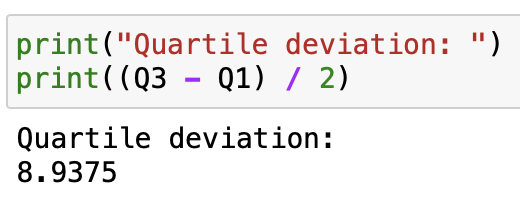 print("Quartile deviation: ")
print((Q3 - Q1) / 2)
Quartile deviation:
8.9375